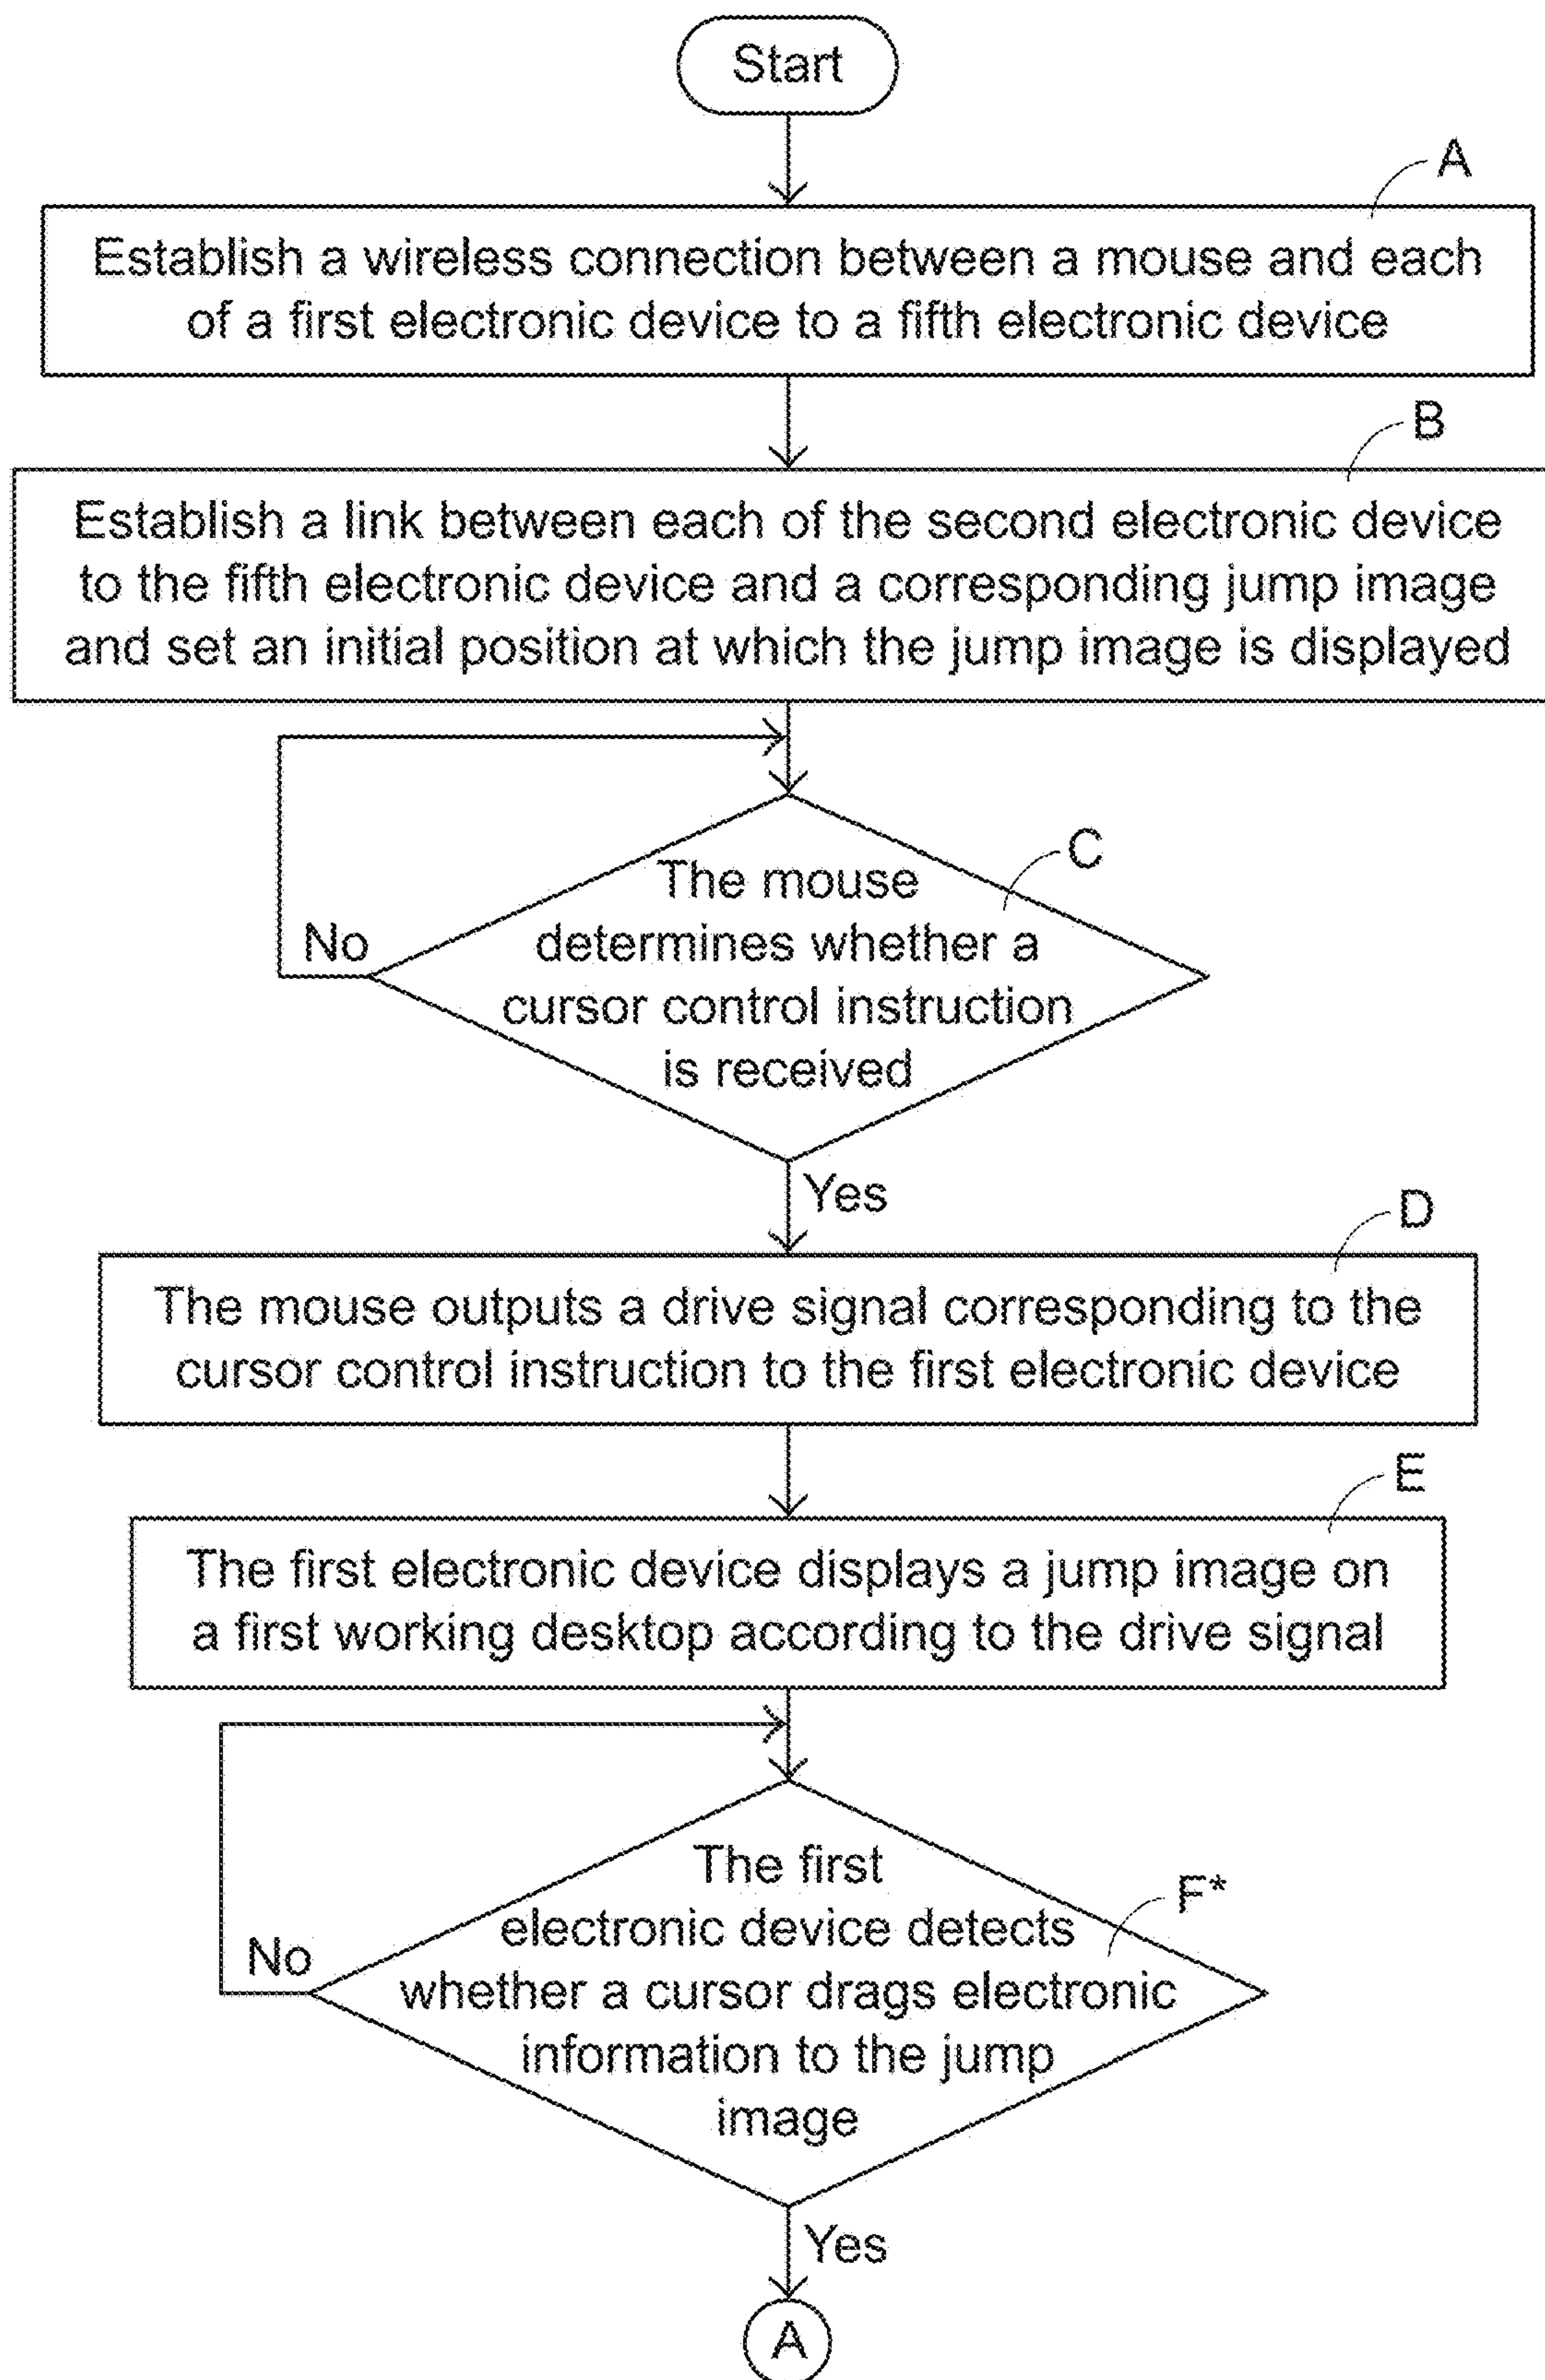 Start
A
Establish a wireless connection between a mouse and each
of a first electronic device to a fifth electronic device
B
Establish a link between each of the second electronic device
to the fifth electronic device and a corresponding jump image
and set an initial position at which the jump image is displayed
C
The mouse
determines whether a
cursor control instruction
is received
No
Yes
D
The mouse outputs a drive signal corresponding to the
cursor control instruction to the first electronic device
E
The first electronic device displays a jump image on
a first working desktop according to the drive signal
F*
The first
electronic device detects
whether a cursor drags electronic
information to the jump
image
No
Yes
A